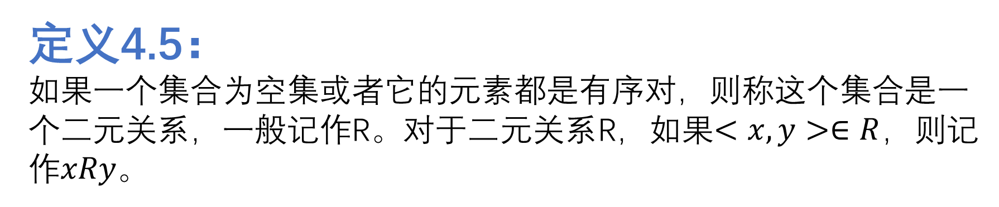 定义4.5：
如果一个集合为空集或者它的元素都是有序对，则称这个集合是一
个二元关系，一般记作R。对于二元关系R，如果< x,y >∈ R，则记
作xRy。